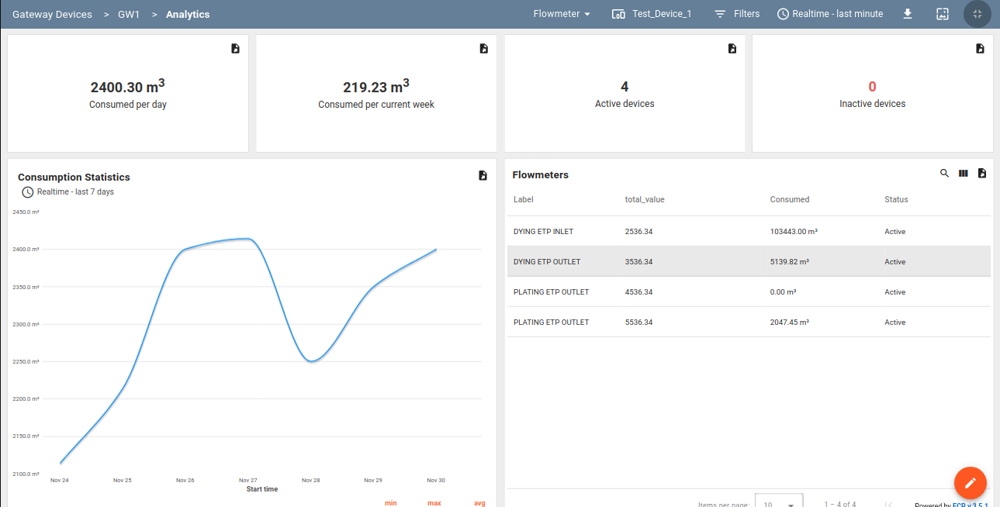 Gateway Devices > GW1 > Analytics
Flowmeter Test_Device_1 Filters Realtime - last minute
2400.30 m³
Consumed per day
219.23 m³
Consumed per current week
4
Active devices
0
Inactive devices
Consumption Statistics
Realtime - last 7 days
2450.0 m³
2400.0 m³
2350.0 m³
2300.0 m³
2250.0 m³
2200.0 m³
2150.0 m³
2100.0 m³
Nov 24 Nov 25 Nov 26 Nov 27 Nov 28 Nov 29 Nov 30
Start time
min max avg
Flowmeters
Label total_value Consumed Status
DYING ETP INLET 2536.34 103443.00 m³ Active
DYING ETP OUTLET 3536.34 5139.82 m³ Active
PLATING ETP OUTLET 4536.34 0.00 m³ Active
PLATING ETP OUTLET 5536.34 2047.45 m³ Active
Items per page: 10 1 – 4 of 4
Powered by ECP v.3.5.1